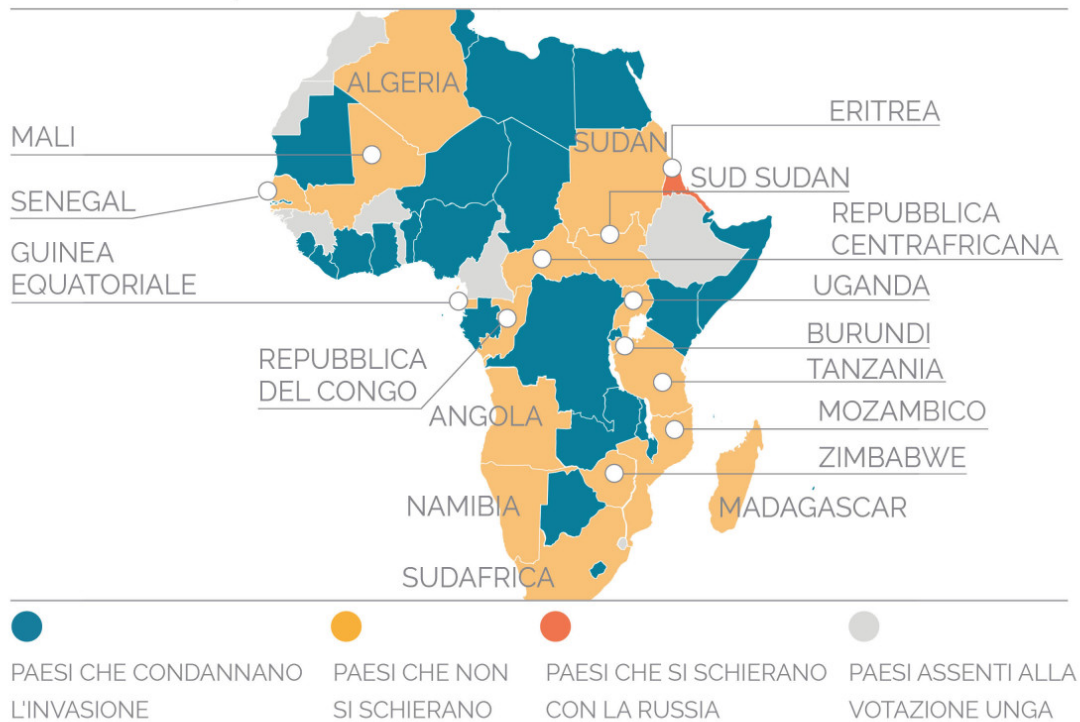 ALGERIA
ERITREA
MALI
SUDAN
SUD SUDAN
SENEGAL
REPUBBLICA
CENTRAFRICANA
GUINEA
EQUATORIALE
UGANDA
BURUNDI
REPUBBLICA
DEL CONGO
TANZANIA
ANGOLA
MOZAMBICO
ZIMBABWE
NAMIBIA
MADAGASCAR
SUDAFRICA
PAESI CHE CONDANNANO
L'INVASIONE
PAESI CHE NON
SI SCHIERANO
PAESI CHE SI SCHIERANO
CON LA RUSSIA
PAESI ASSENTI ALLA
VOTAZIONE UNGA